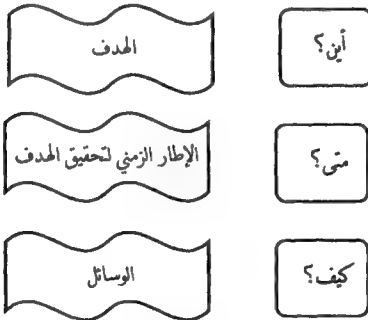 أين؟
الهدف
متى؟
الإطار الزمني لتحقيق الهدف
كيف؟
الوسائل